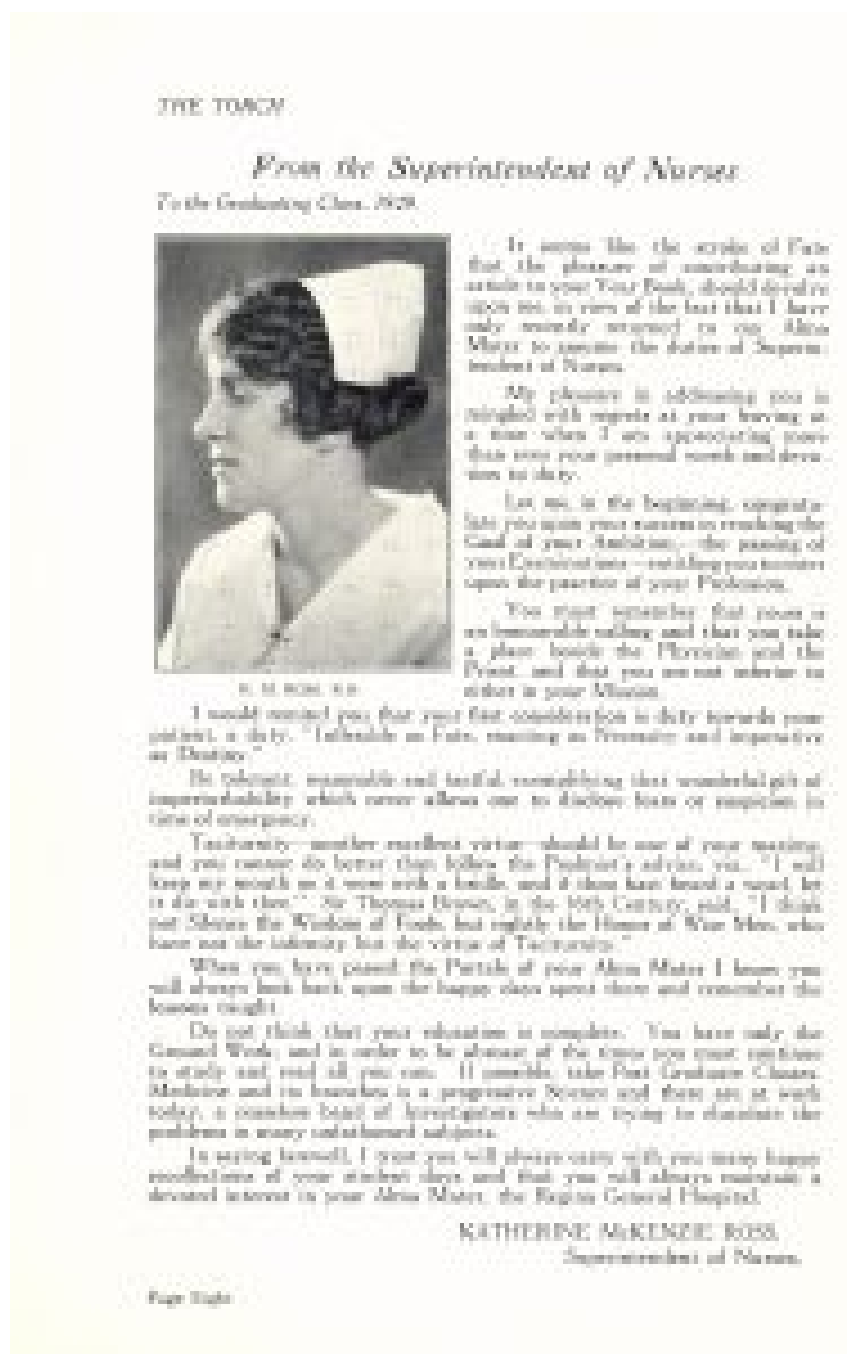 THE TORCH
From the Superintendent of Nurses
To the Graduating Class, 1929.
It seems like the stroke of Fate
that the pleasure of contributing an
article to your Year Book, should devolve
upon me, in view of the fact that I have
only recently returned to our Alma
Mater to assume the duties of Superin-
tendent of Nurses.
My pleasure in addressing you is
mingled with regrets at your leaving at
a time when I am appreciating more
than ever your personal worth and devo-
tion to duty.
Let me, in the beginning, congratu-
late you upon your success in reaching the
Goal of your Ambition,—the passing of
your Examinations—entitling you to enter
upon the practice of your Profession.
You must remember that yours is
an honourable calling and that you take
a place beside the Physician and the
Priest, and that you are not inferior to
either in your Mission.
K. M. ROSS, R.N.
I would remind you that your first consideration is duty towards your
patient, a duty, "Inflexible as Fate, exacting as Necessity and imperative
as Destiny."
Be tolerant, reasonable and tactful, exemplifying that wonderful gift of
imperturbability which never allows one to disclose fears or suspicion in
time of emergency.
Taciturnity—another excellent virtue—should be one of your maxims,
and you cannot do better than follow the Psalmist's advice, viz., "I will
keep my mouth as it were with a bridle, and if thou hast heard a word, let
it die with thee." Sir Thomas Brown, in the 16th Century, said, "I think
not Silence the Wisdom of Fools, but rightly the Honor of Wise Men, who
have not the infirmity but the virtue of Taciturnity."
When you have passed the Portals of your Alma Mater I know you
will always look back upon the happy days spent there and remember the
lessons taught.
Do not think that your education is complete. You have only the
Ground Work, and in order to be abreast of the times you must continue
to study and read all you can. If possible, take Post Graduate Classes.
Medicine and its branches is a progressive Science and there are at work
today, a countless band of Investigators who are trying to elucidate the
problems in many unfathomed subjects.
In saying farewell, I trust you will always carry with you many happy
recollections of your student days and that you will always maintain a
devoted interest in your Alma Mater, the Regina General Hospital.
KATHERINE McKENZIE ROSS,
Superintendent of Nurses.
Page Eight